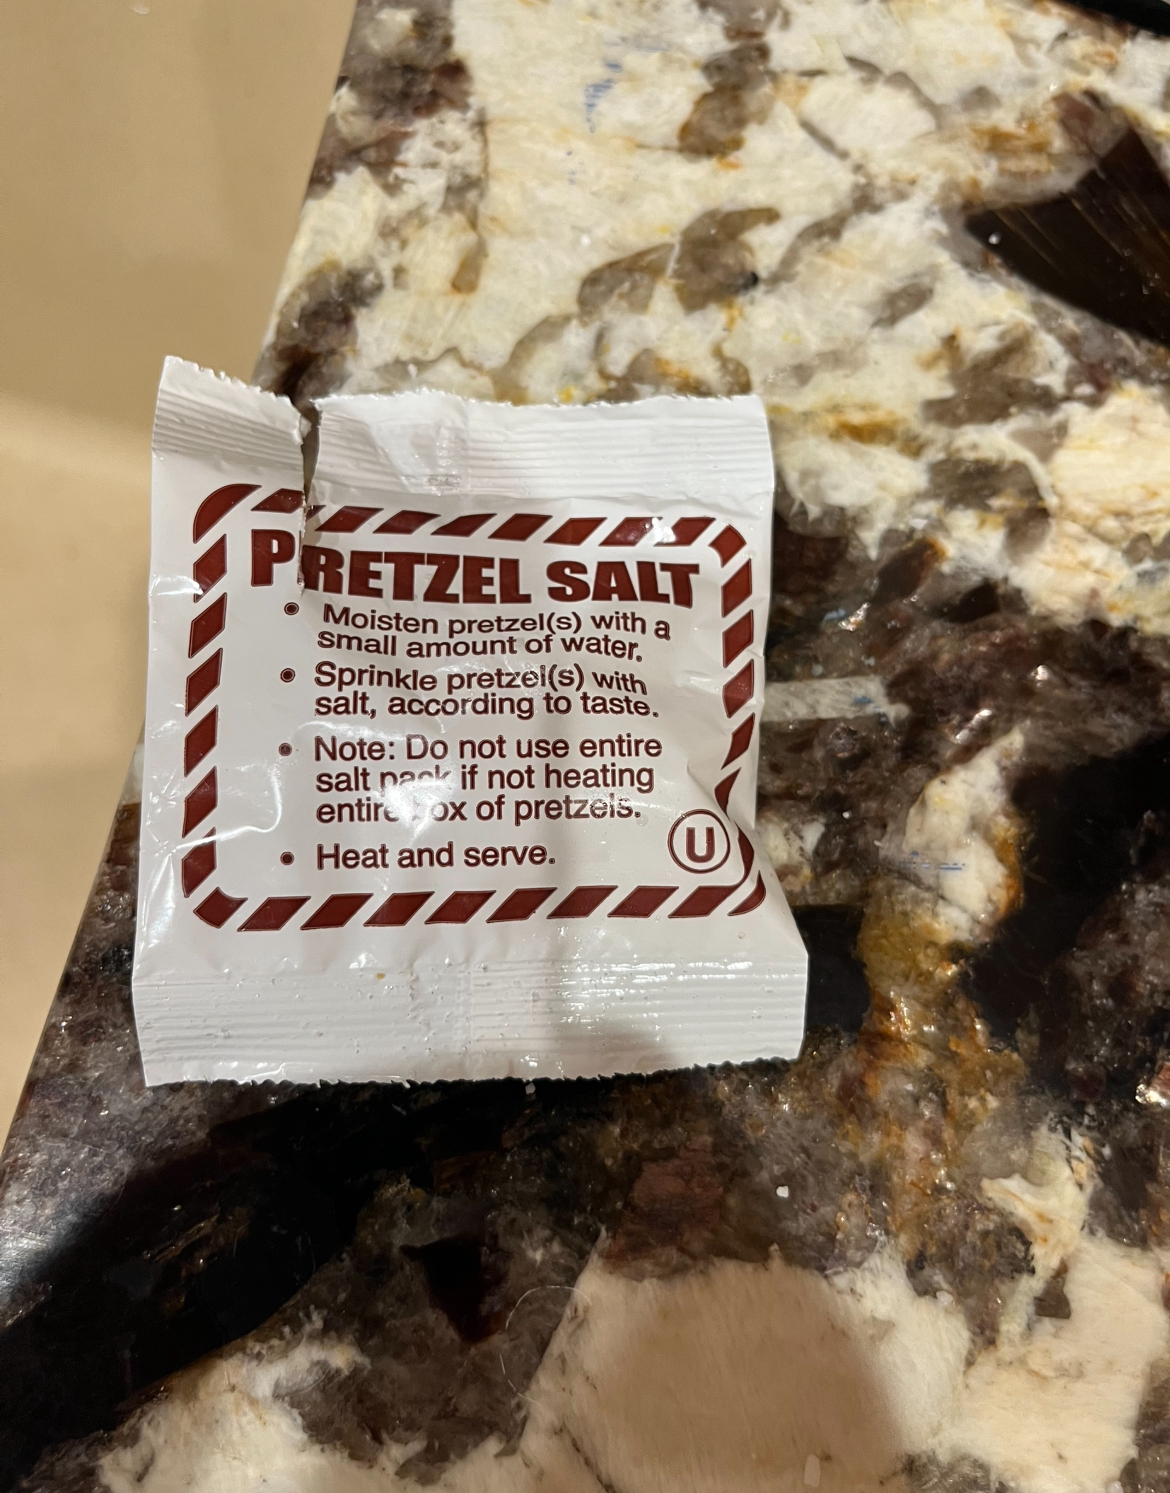 PRETZEL SALT
• Moisten pretzel(s) with a
small amount of water.
• Sprinkle pretzel(s) with
salt, according to taste.
• Note: Do not use entire
salt pack if not heating
entire box of pretzels.
• Heat and serve.
U